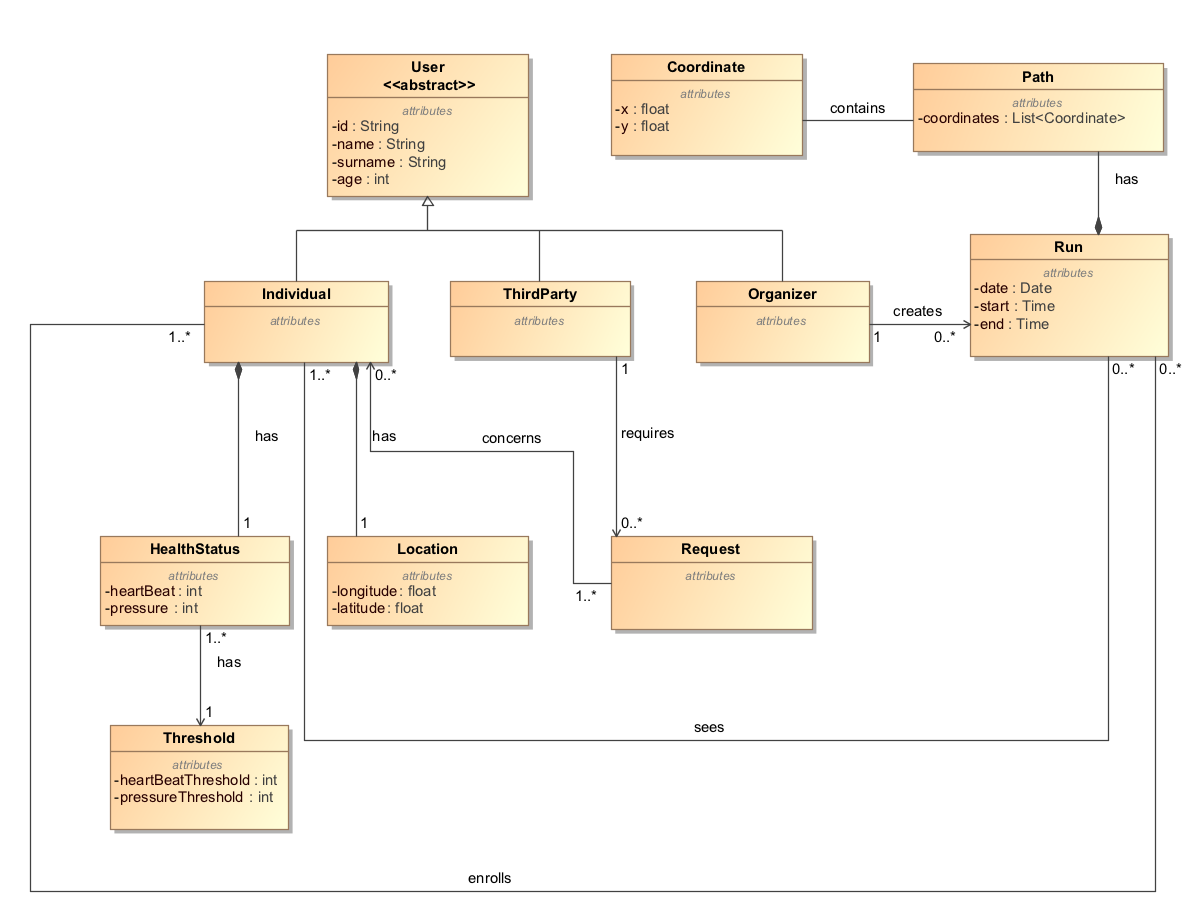 User
<<abstract>>
attributes
-id : String
-name : String
-surname : String
-age : int
Coordinate
attributes
-x : float
-y : float
contains
Path
attributes
-coordinates : List<Coordinate>
has
Run
attributes
-date : Date
-start : Time
-end : Time
Individual
attributes
ThirdParty
attributes
Organizer
attributes
creates
1
0..*
1..*
1..*
0..*
1
0..*
0..*
has
has
concerns
requires
1
1
0..*
HealthStatus
attributes
-heartBeat : int
-pressure : int
Location
attributes
-longitude : float
-latitude : float
Request
attributes
1..*
1..*
has
1
Threshold
attributes
-heartBeatThreshold : int
-pressureThreshold : int
sees
enrolls